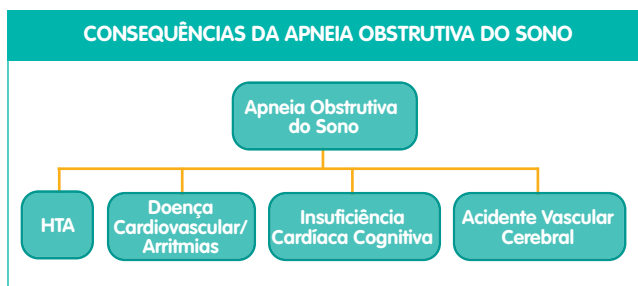 CONSEQUÊNCIAS DA APNEIA OBSTRUTIVA DO SONO
Apneia Obstrutiva
do Sono
HTA
Doença
Cardiovascular/
Arritmias
Insuficiência
Cardíaca Cognitiva
Acidente Vascular
Cerebral